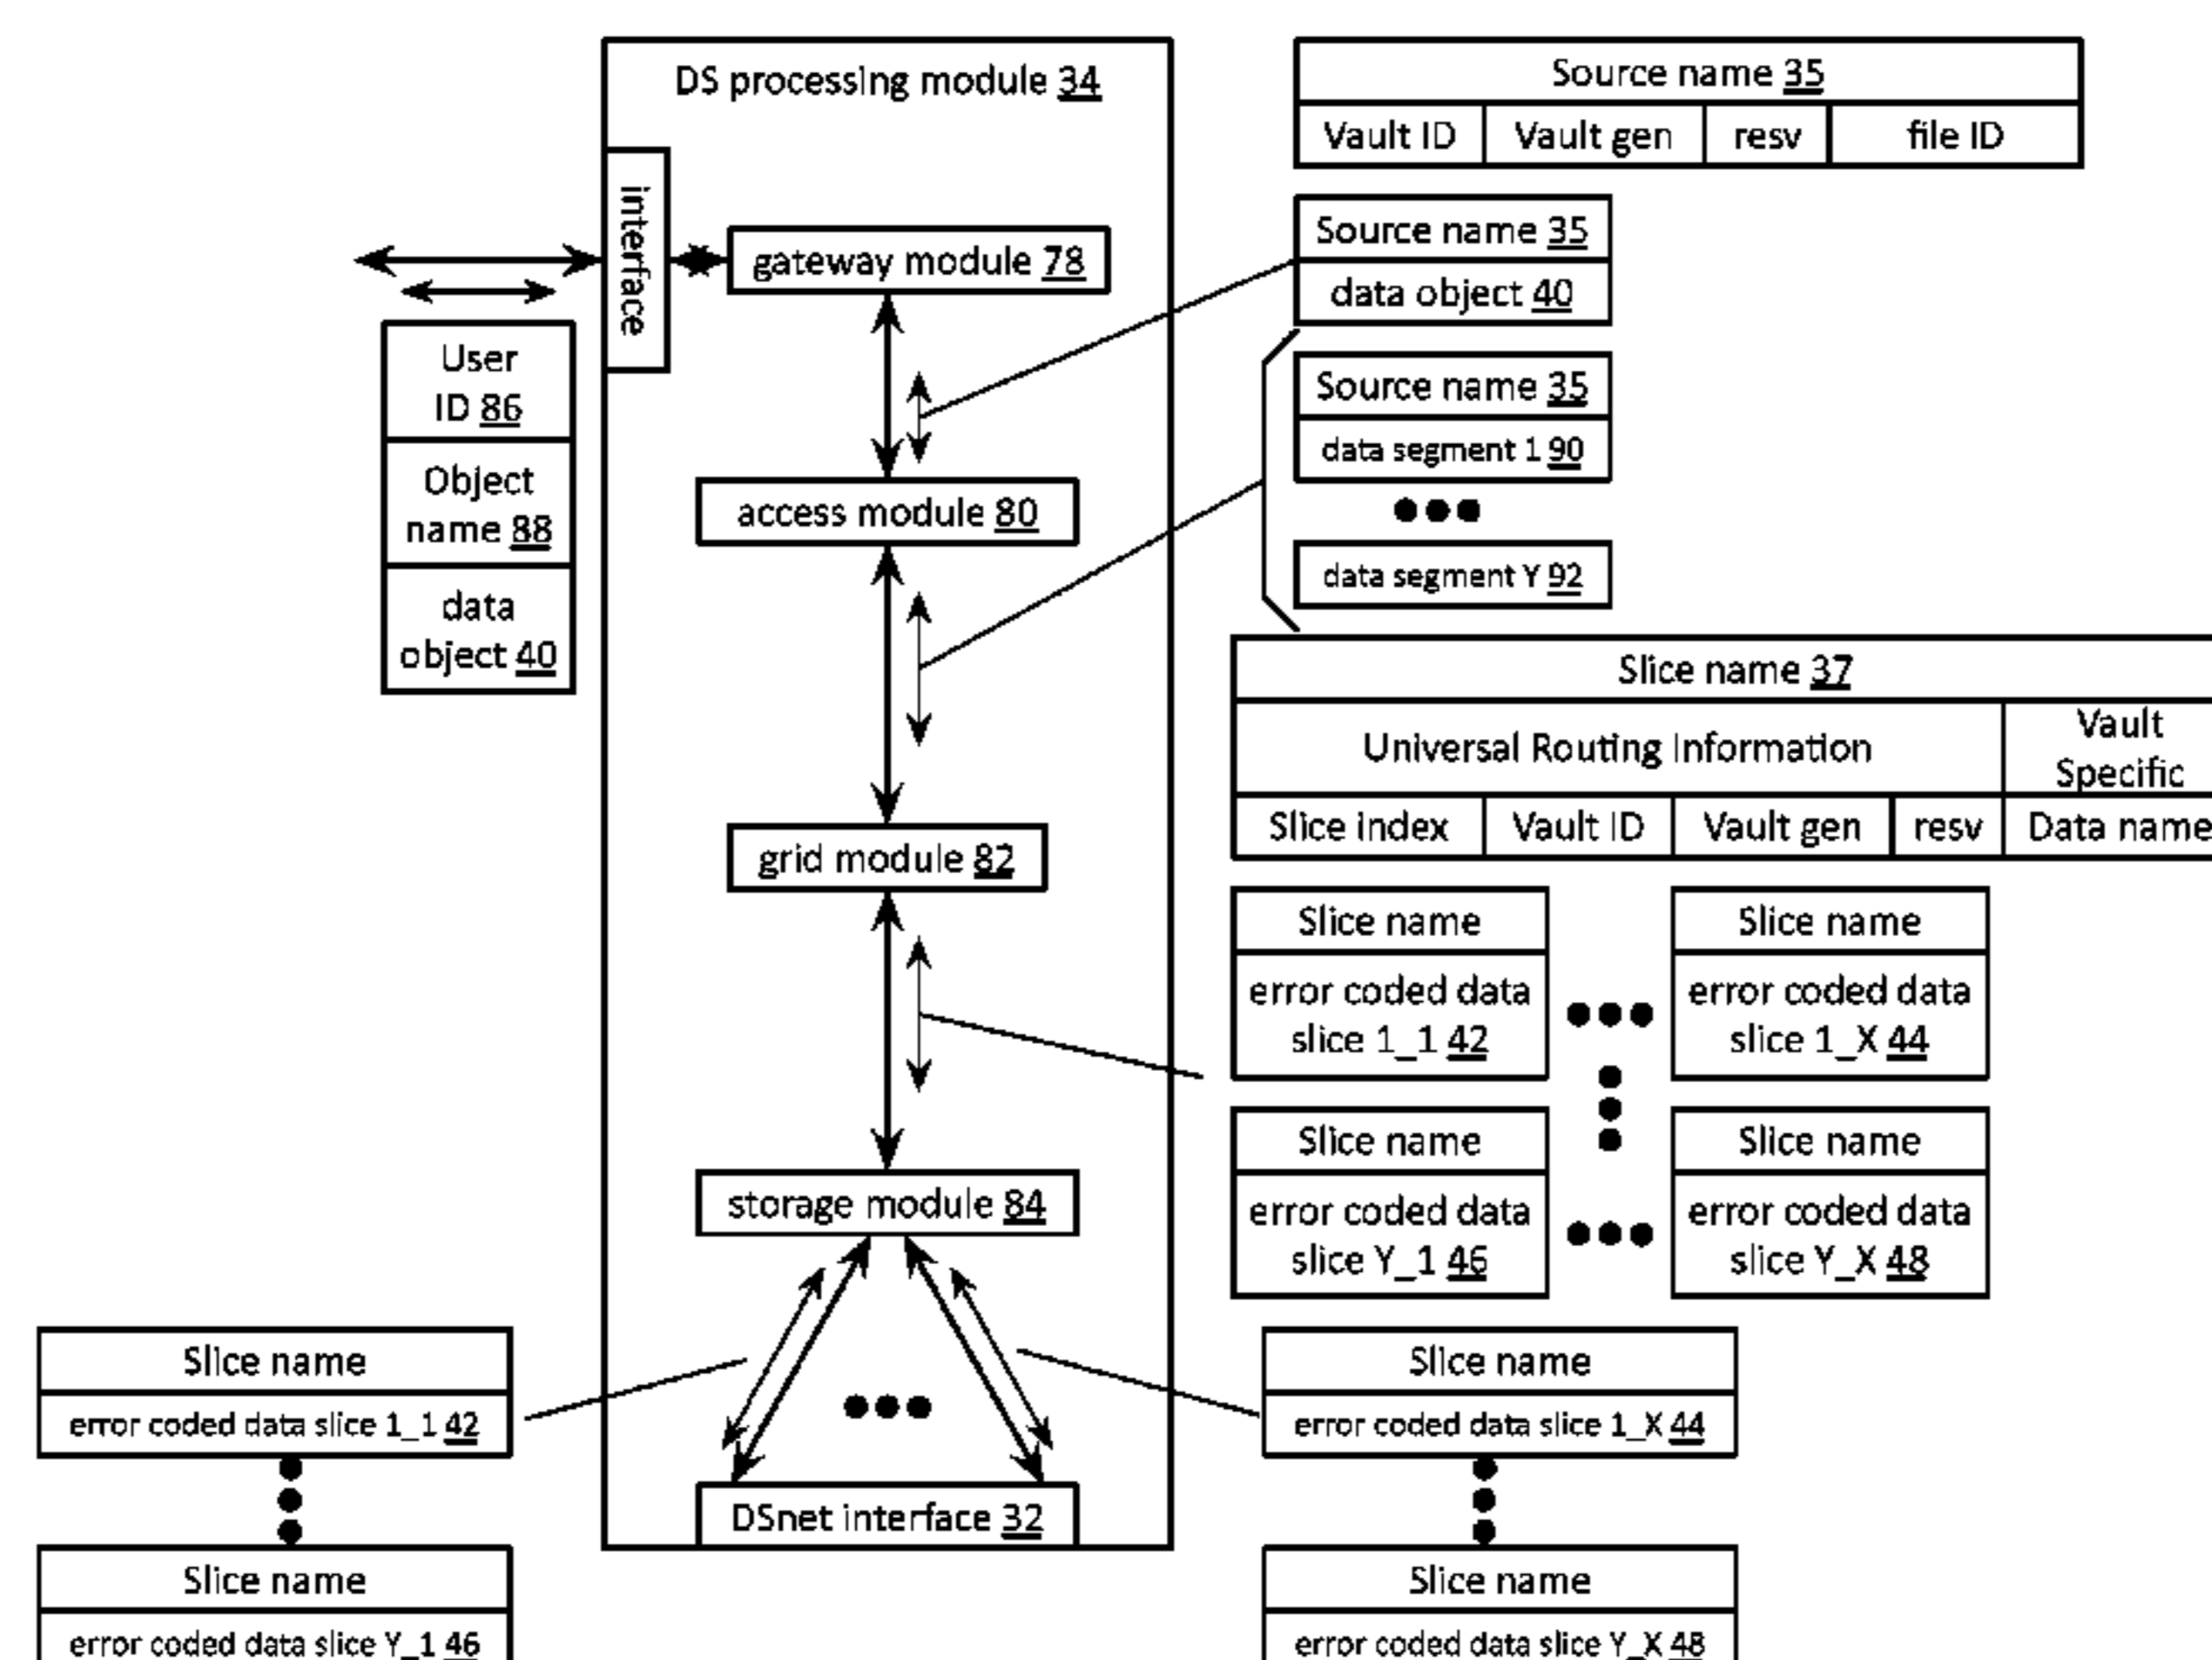 DS processing module 34
interface
gateway module 78
access module 80
grid module 82
storage module 84
DSnet interface 32
User
ID 86
Object
name 88
data
object 40
Source name 35
Vault ID Vault gen resv file ID
Source name 35
data object 40
Source name 35
data segment 1 90
data segment Y 92
Slice name 37
Universal Routing Information
Vault
Specific
Slice index Vault ID Vault gen resv Data name
Slice name
error coded data
slice 1_1 42
Slice name
error coded data
slice 1_X 44
Slice name
error coded data
slice Y_1 46
Slice name
error coded data
slice Y_X 48
Slice name
error coded data slice 1_1 42
Slice name
error coded data slice Y_1 46
Slice name
error coded data slice 1_X 44
Slice name
error coded data slice Y_X 48